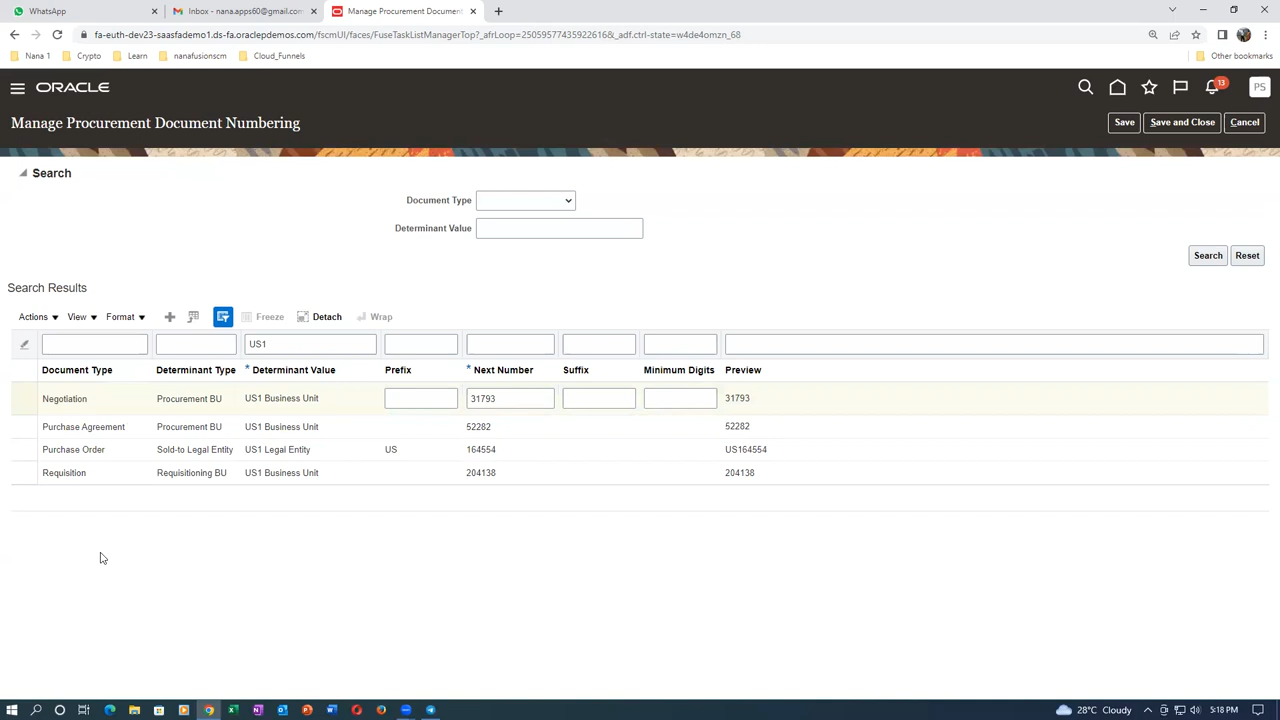 WhatsApp
Inbox - nana.apps60@gmail.com
Manage Procurement Document
fa-euth-dev23-saasfademo1.ds-fa.oraclepdemos.com/fscmUI/faces/FuseTaskListManagerTop?_afrLoop=250595774359226168_adf.ctrl-state=w4de4omzn_68
Nana 1
Crypto
Learn
nanafusionscm
Cloud_Funnels
Other bookmarks
ORACLE
13
PS
Manage Procurement Document Numbering
Save
Save and Close
Cancel
Search
Document Type
Determinant Value
Search
Reset
Search Results
Actions View Format Freeze Detach Wrap
US1
Document Type Determinant Type * Determinant Value Prefix * Next Number Suffix Minimum Digits Preview
Negotiation Procurement BU US1 Business Unit 31793 31793
Purchase Agreement Procurement BU US1 Business Unit 52282 52282
Purchase Order Sold-to Legal Entity US1 Legal Entity US 164554 US164554
Requisition Requisitioning BU US1 Business Unit 204138 204138
28°C Cloudy
5:18 PM